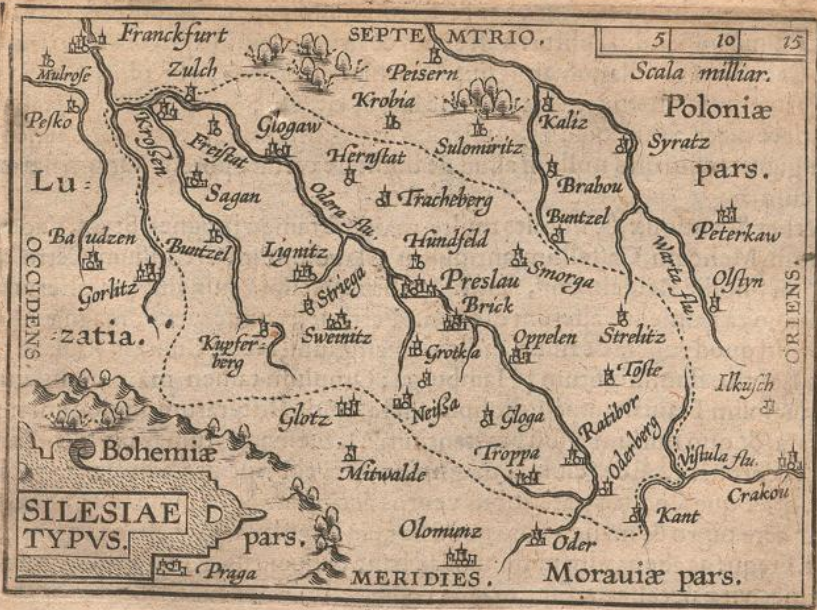 Franckfurt
SEPTE MTRIO.
5 10 15
Scala milliar.
Mulrose
Zulch
Peisern
Pesko
Krobia
Kaliz
Poloniæ
Krossen
Freistat
Glogaw
Sulomiritz
Syratz
Hernstat
pars.
Lu =
Sagan
Tracheberg
Brabou
Odera flu.
Buntzel
Peterkaw
Baudzen
Buntzel
Lignitz
Hundfeld
Smorga
Warta flu.
OCCIDENS.
Gorlitz
Striega
Preslau
Olstyn
ORIENS.
Brick
zatia.
Kupfer=
berg
Sweinitz
Grotka
Oppelen
Strelitz
Toste
Ilkusch
Glotz
Neissa
Gloga
Ratibor
Oderberg
Bohemiæ
Mitwalde
Troppa
Vistula flu.
Crakou
SILESIAE
TYPVS.
pars.
Olomunz
Oder
Kant
Praga
MERIDIES.
Morauiæ pars.